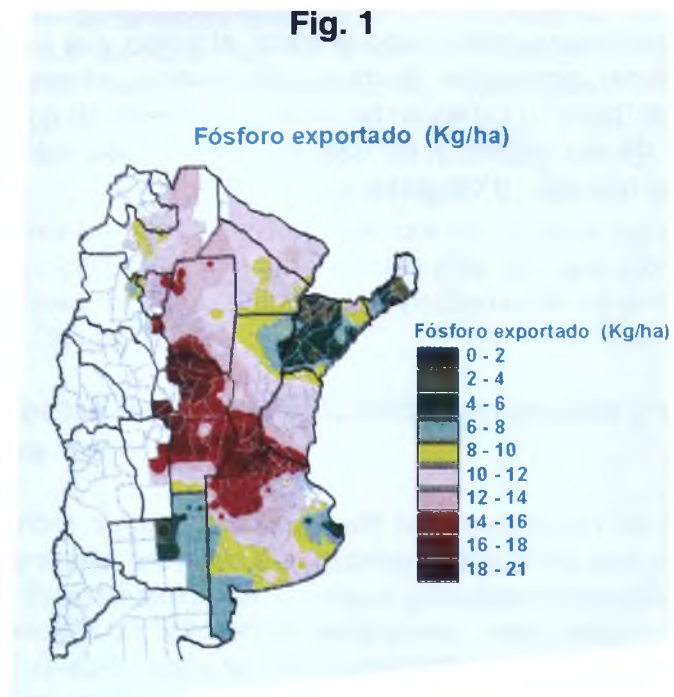 Fig. 1
Fósforo exportado (Kg/ha)
Fósforo exportado (Kg/ha)
0 - 2
2 - 4
4 - 6
6 - 8
8 - 10
10 - 12
12 - 14
14 - 16
16 - 18
18 - 21